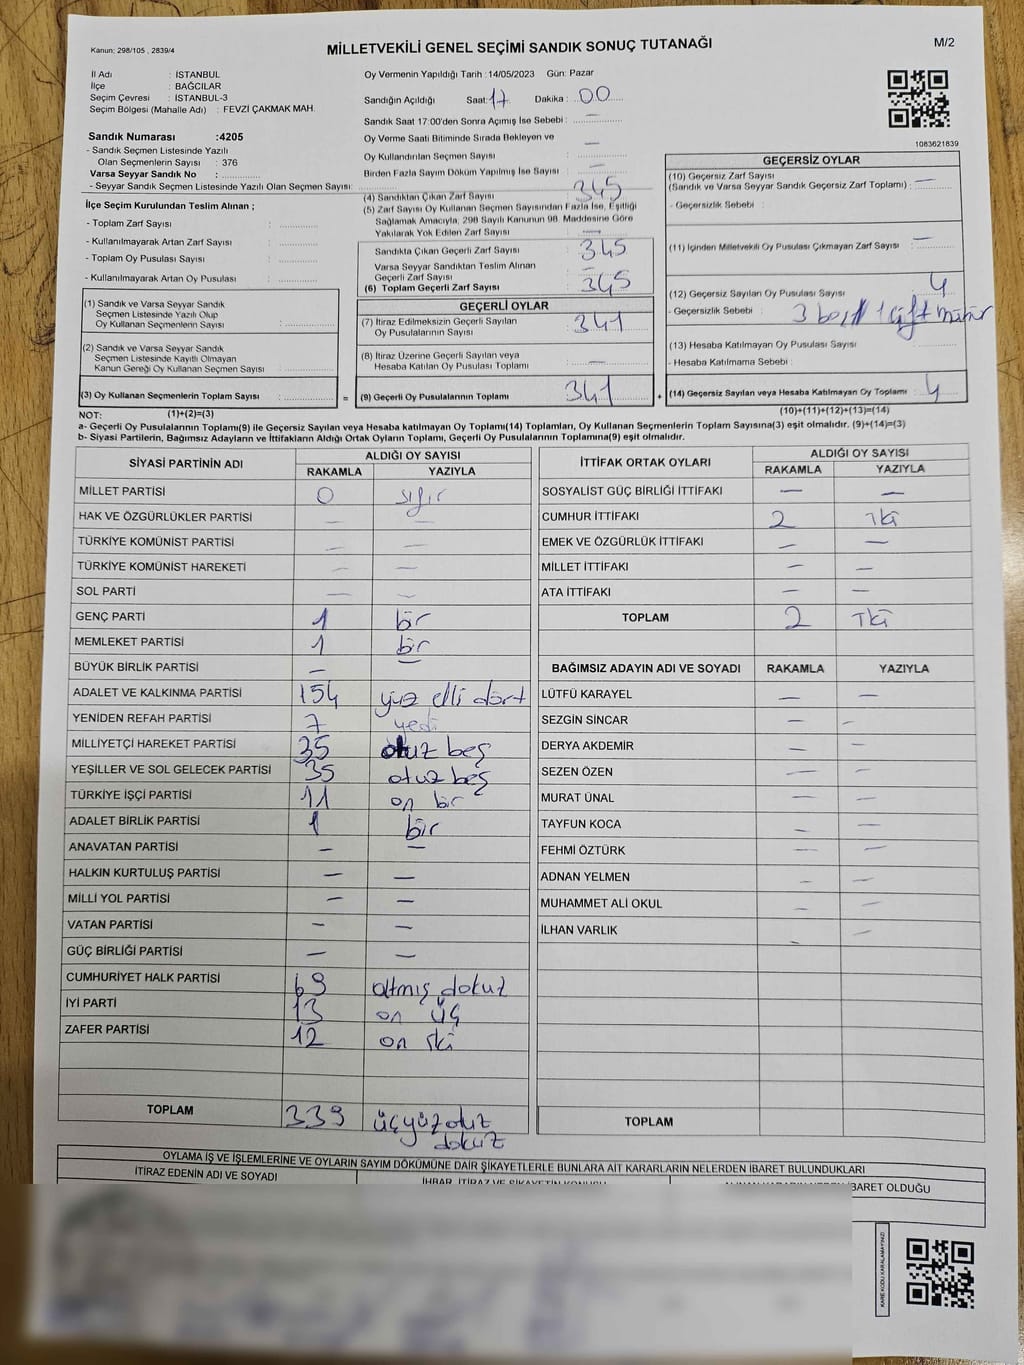 Kanun: 298/105 , 2839/4
MİLLETVEKİLİ GENEL SEÇİMİ SANDIK SONUÇ TUTANAĞI
M/2
İl Adı : İSTANBUL
İlçe : BAĞCILAR
Seçim Çevresi : İSTANBUL-3
Seçim Bölgesi (Mahalle Adı) : FEVZİ ÇAKMAK MAH.
Sandık Numarası :4205
- Sandık Seçmen Listesinde Yazılı
Olan Seçmenlerin Sayısı : 376
Varsa Seyyar Sandık No :
- Seyyar Sandık Seçmen Listesinde Yazılı Olan Seçmen Sayısı:
İlçe Seçim Kurulundan Teslim Alınan ;
- Toplam Zarf Sayısı :
- Kullanılmayarak Artan Zarf Sayısı :
- Toplam Oy Pusulası Sayısı :
- Kullanılmayarak Artan Oy Pusulası :
(1) Sandık ve Varsa Seyyar Sandık
Seçmen Listesinde Yazılı Olup
Oy Kullanan Seçmenlerin Sayısı :
(2) Sandık ve Varsa Seyyar Sandık
Seçmen Listesinde Kayıtlı Olmayan
Kanun Gereği Oy Kullanan Seçmen Sayısı :
(3) Oy Kullanan Seçmenlerin Toplam Sayısı :
Oy Vermenin Yapıldığı Tarih :14/05/2023 Gün: Pazar
Sandığın Açıldığı Saat: 17 Dakika : 00
Sandık Saat 17:00'den Sonra Açımış İse Sebebi : —
Oy Verme Saati Bitiminde Sırada Bekleyen ve
Oy Kullandırılan Seçmen Sayısı : —
Birden Fazla Sayım Döküm Yapılmış İse Sayısı : —
(4) Sandıktan Çıkan Zarf Sayısı : 345
(5) Zarf Sayısı Oy Kullanan Seçmen Sayısından Fazla İse, Eşitliği
Sağlamak Amacıyla, 298 Sayılı Kanunun 98. Maddesine Göre
Yakılarak Yok Edilen Zarf Sayısı : —
Sandıkta Çıkan Geçerli Zarf Sayısı : 345
Varsa Seyyar Sandıktan Teslim Alınan
Geçerli Zarf Sayısı : —
(6) Toplam Geçerli Zarf Sayısı : 345
GEÇERLİ OYLAR
(7) İtiraz Edilmeksizin Geçerli Sayılan
Oy Pusulalarının Sayısı : 341
(8) İtiraz Üzerine Geçerli Sayılan veya
Hesaba Katılan Oy Pusulası Toplamı : —
= (9) Geçerli Oy Pusulalarının Toplamı : 341
1083621839
GEÇERSİZ OYLAR
(10) Geçersiz Zarf Sayısı
(Sandık ve Varsa Seyyar Sandık Geçersiz Zarf Toplamı) : —
- Geçersizlik Sebebi :
(11) İçinden Milletvekili Oy Pusulası Çıkmayan Zarf Sayısı : —
(12) Geçersiz Sayılan Oy Pusulası Sayısı : 4
- Geçersizlik Sebebi : 3 boş 1 çift mühür
(13) Hesaba Katılmayan Oy Pusulası Sayısı :
- Hesaba Katılmama Sebebi :
+ (14) Geçersiz Sayılan veya Hesaba Katılmayan Oy Toplamı : 4
NOT: (1)+(2)=(3)
(10)+(11)+(12)+(13)=(14)
a- Geçerli Oy Pusulalarının Toplamı(9) ile Geçersiz Sayılan veya Hesaba katılmayan Oy Toplamı(14) Toplamları, Oy Kullanan Seçmenlerin Toplam Sayısına(3) eşit olmalıdır. (9)+(14)=(3)
b- Siyasi Partilerin, Bağımsız Adayların ve İttifakların Aldığı Ortak Oyların Toplamı, Geçerli Oy Pusulalarının Toplamına(9) eşit olmalıdır.
SİYASİ PARTİNİN ADI
ALDIĞI OY SAYISI
RAKAMLA YAZIYLA
MİLLET PARTİSİ 0 sıfır
HAK VE ÖZGÜRLÜKLER PARTİSİ — —
TÜRKİYE KOMÜNİST PARTİSİ — —
TÜRKİYE KOMÜNİST HAREKETİ — —
SOL PARTİ — —
GENÇ PARTİ 1 bir
MEMLEKET PARTİSİ 1 bir
BÜYÜK BİRLİK PARTİSİ — —
ADALET VE KALKINMA PARTİSİ 154 yüz elli dört
YENİDEN REFAH PARTİSİ 7 yedi
MİLLİYETÇİ HAREKET PARTİSİ 35 otuz beş
YEŞİLLER VE SOL GELECEK PARTİSİ 35 otuz beş
TÜRKİYE İŞÇİ PARTİSİ 11 on bir
ADALET BİRLİK PARTİSİ 1 bir
ANAVATAN PARTİSİ — —
HALKIN KURTULUŞ PARTİSİ — —
MİLLİ YOL PARTİSİ — —
VATAN PARTİSİ — —
GÜÇ BİRLİĞİ PARTİSİ — —
CUMHURİYET HALK PARTİSİ 69 altmış dokuz
İYİ PARTİ 13 on üç
ZAFER PARTİSİ 12 on iki
TOPLAM 339 üçyüz otuz
dokuz
İTTİFAK ORTAK OYLARI
ALDIĞI OY SAYISI
RAKAMLA YAZIYLA
SOSYALİST GÜÇ BİRLİĞİ İTTİFAKI — —
CUMHUR İTTİFAKI 2 iki
EMEK VE ÖZGÜRLÜK İTTİFAKI — —
MİLLET İTTİFAKI — —
ATA İTTİFAKI — —
TOPLAM 2 iki
BAĞIMSIZ ADAYIN ADI VE SOYADI RAKAMLA YAZIYLA
LÜTFÜ KARAYEL — —
SEZGİN SİNCAR — —
DERYA AKDEMİR — —
SEZEN ÖZEN — —
MURAT ÜNAL — —
TAYFUN KOCA — —
FEHMİ ÖZTÜRK — —
ADNAN YELMEN — —
MUHAMMET ALİ OKUL — —
İLHAN VARLIK — —
TOPLAM
OYLAMA İŞ VE İŞLEMLERİNE VE OYLARIN SAYIM DÖKÜMÜNE DAİR ŞİKAYETLERLE BUNLARA AİT KARARLARIN NELERDEN İBARET BULUNDUKLARI
İTİRAZ EDENİN ADI VE SOYADI
İHBAR, İTİRAZ VE ŞİKAYETİN KONUSU
İBARET OLDUĞU
KARE KODU KARALAMAYINIZ!